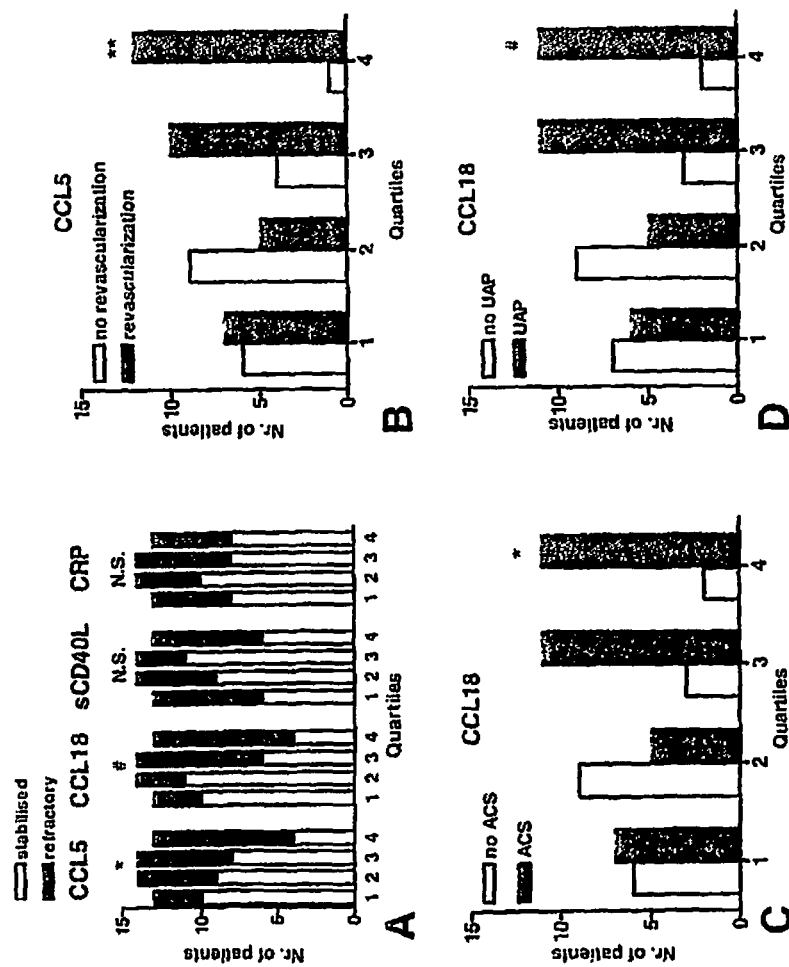 stabilised
refractory
CCL5 CCL18 sCD40L CRP
* # N.S. N.S.
15
10
5
0
Nr. of patients
1 2 3 4 1 2 3 4 1 2 3 4 1 2 3 4
Quartiles
A
CCL5
no revascularization
revascularization
**
15
10
5
0
Nr. of patients
1 2 3 4
Quartiles
B
CCL18
no ACS
ACS
*
15
10
5
0
Nr. of patients
1 2 3 4
Quartiles
C
CCL18
no UAP
UAP
#
15
10
5
0
Nr. of patients
1 2 3 4
Quartiles
D